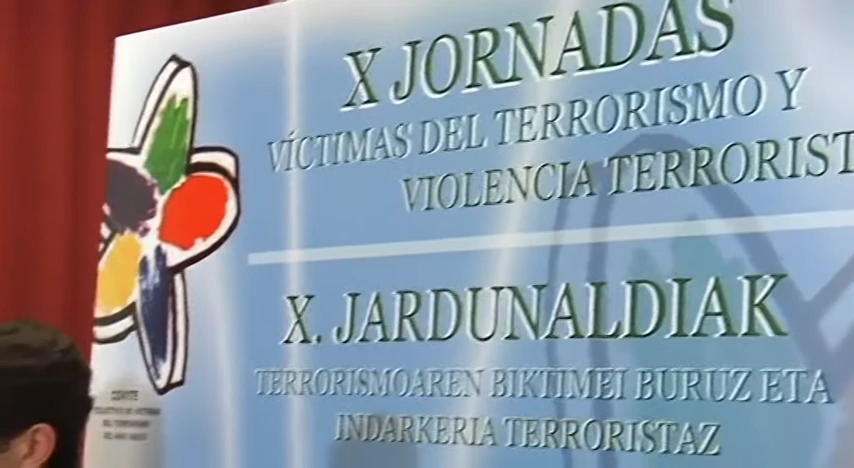 X JORNADAS
VÍCTIMAS DEL TERRORISMO Y
VIOLENCIA TERRORIST
X. JARDUNALDIAK
TERRORISMOAREN BIKTIMEI BURUZ ETA
INDARKERIA TERRORISTAZ